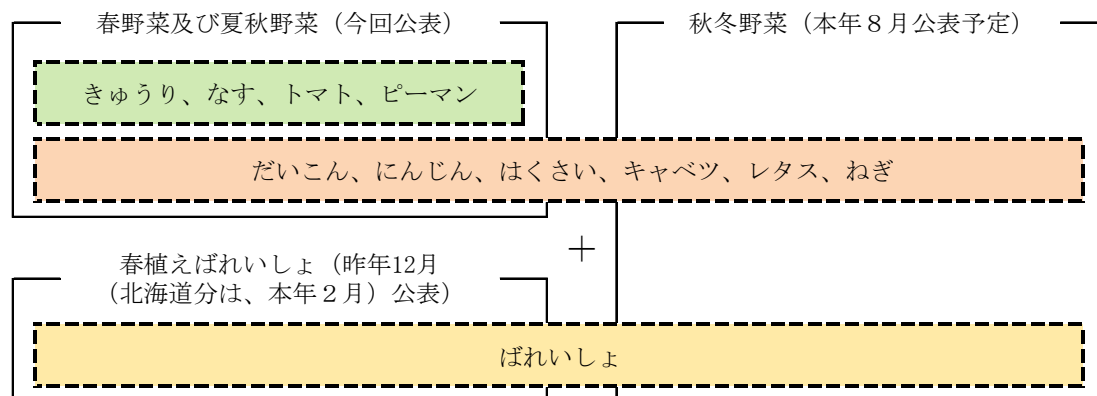 春野菜及び夏秋野菜（今回公表）
秋冬野菜（本年８月公表予定）
きゅうり、なす、トマト、ピーマン
だいこん、にんじん、はくさい、キャベツ、レタス、ねぎ
＋
春植えばれいしょ（昨年12月
（北海道分は、本年２月）公表）
ばれいしょ